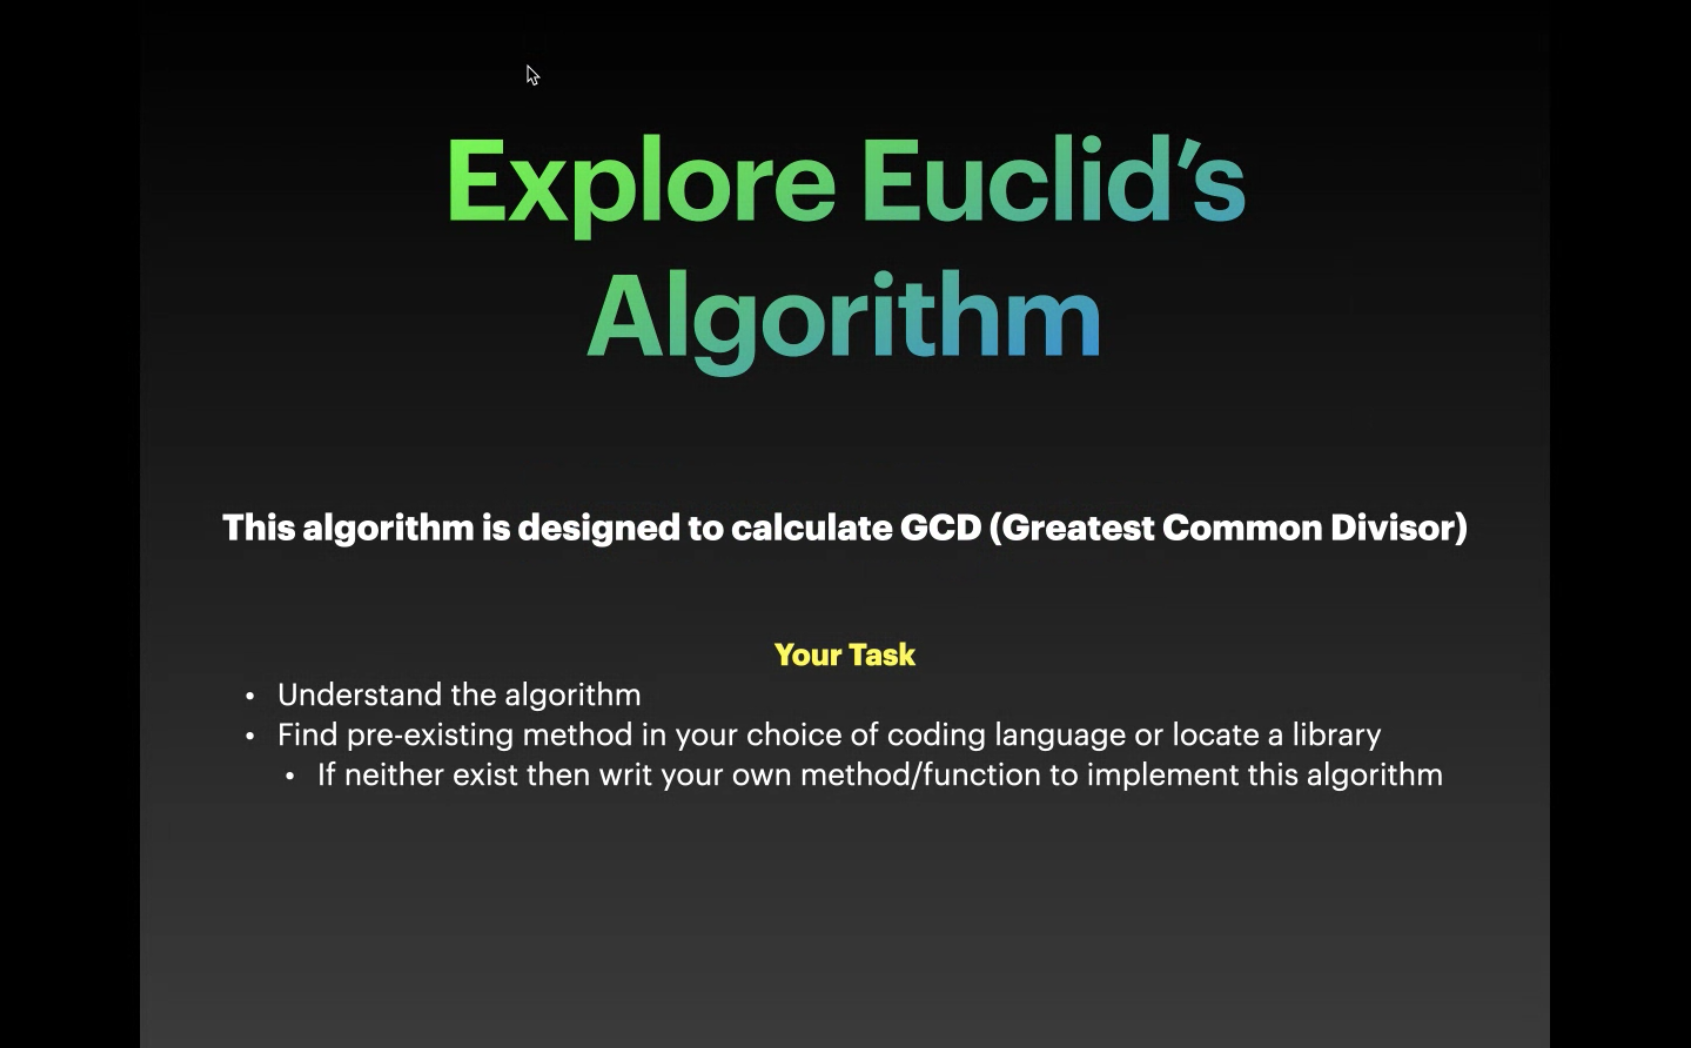 Explore Euclid’s
Algorithm
This algorithm is designed to calculate GCD (Greatest Common Divisor)
Your Task
• Understand the algorithm
• Find pre-existing method in your choice of coding language or locate a library
• If neither exist then writ your own method/function to implement this algorithm